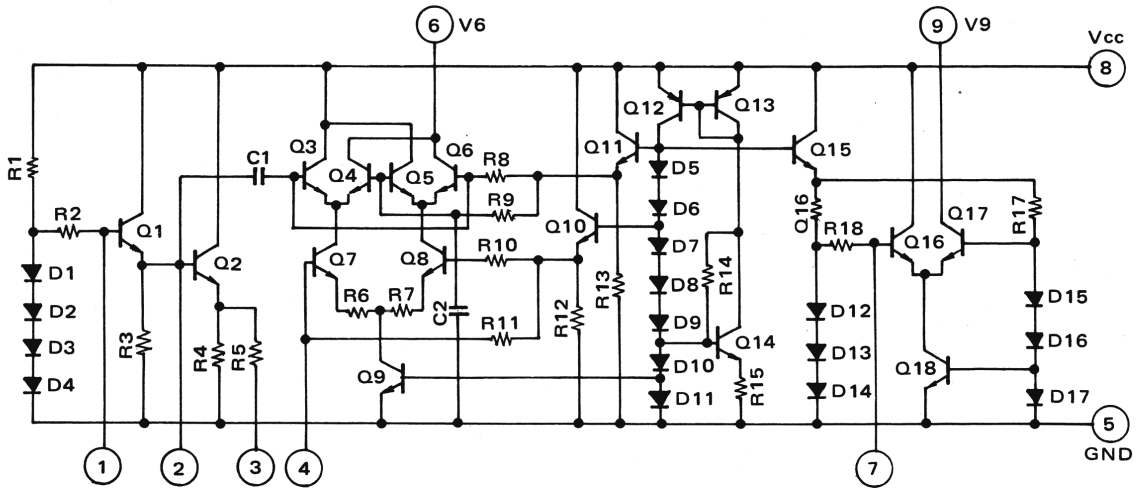 6 V6
9 V9
Vcc
8
Q12
Q13
Q3
Q6
C1
Q4
Q5
R8
Q11
D5
Q15
R1
R9
R2
Q1
Q10
D6
Q16
R18
Q17
R17
Q2
Q7
Q8
R10
D7
R14
Q16
D1
D8
D2
R6
R7
C2
R12
R13
D12
D15
R3
R4
R5
R11
D9
Q14
D3
D13
D16
D4
Q9
D10
D11
R15
D14
Q18
D17
5
GND
1
2
3
4
7